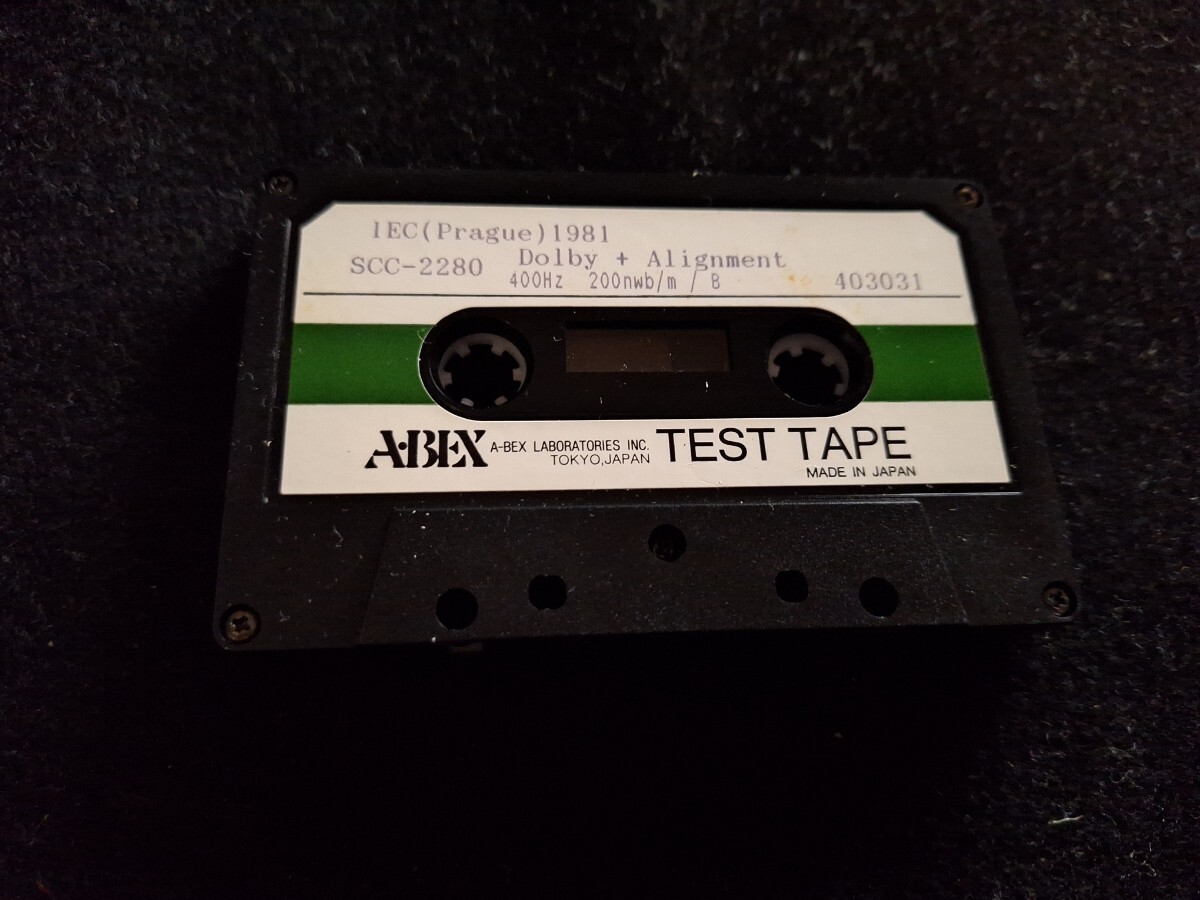 IEC(Prague)1981
SCC-2280 Dolby + Alignment
400Hz 200nwb/m / B 403031
A·BEX A-BEX LABORATORIES INC. TEST TAPE
TOKYO,JAPAN
MADE IN JAPAN